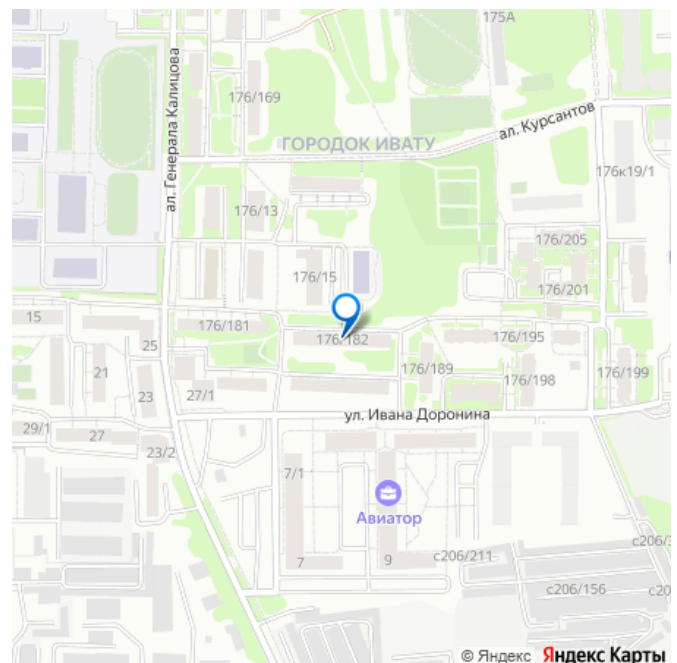 175А
176/169
ал. Генерала Калицова
ГОРОДОК ИВАТУ
ал. Курсантов
176к19/1
176/13
176/205
176/15
176/201
15
176/181
176/182
176/195
25
176/189
21
176/198
176/199
23
27/1
ул. Ивана Доронина
29/1
27
23/2
7/1
Авиатор
с206/3
7
9
с206/211
с206/156
с20
© Яндекс Яндекс Карты